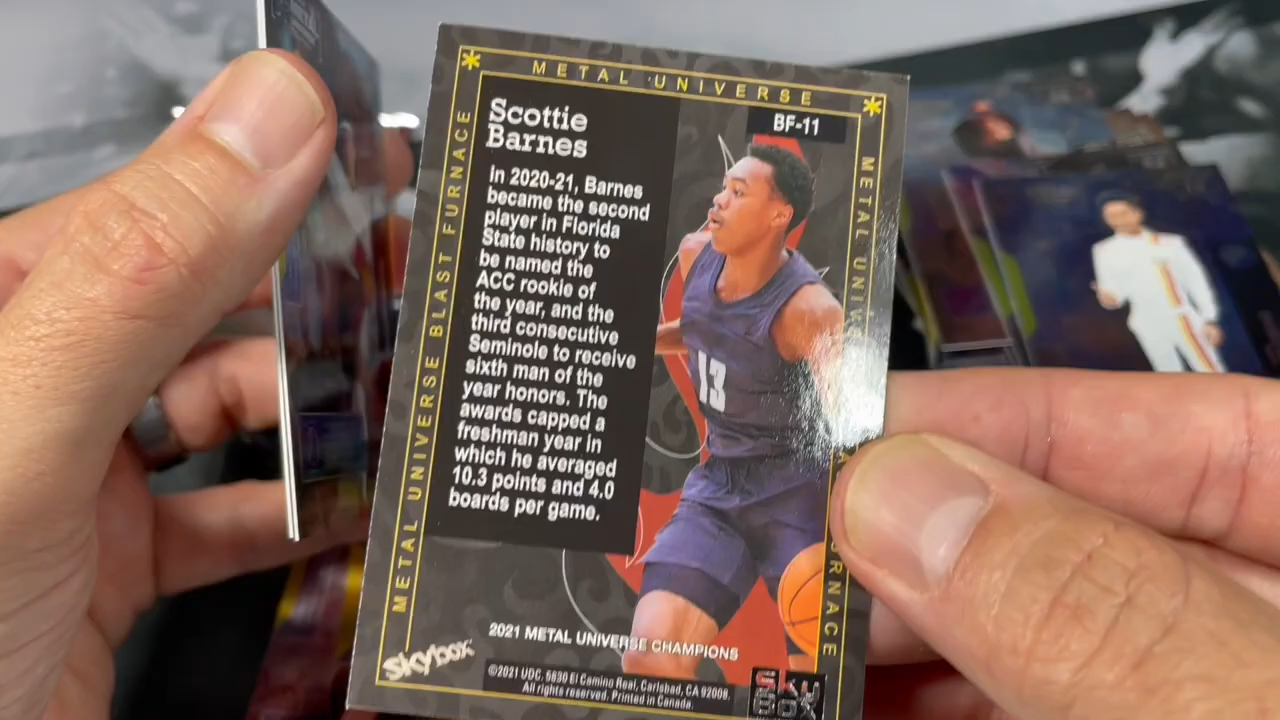 METAL UNIVERSE
BF-11
Scottie
Barnes
In 2020-21, Barnes
became the second
player in Florida
State history to
be named the
ACC rookie of
the year, and the
third consecutive
Seminole to receive
sixth man of the
year honors. The
awards capped a
freshman year in
which he averaged
10.3 points and 4.0
boards per game.
METAL UNIVERSE BLAST FURNACE
METAL UNIVE
URNACE
13
2021 METAL UNIVERSE CHAMPIONS
skybox
©2021 UDC, 5830 El Camino Real, Carlsbad, CA 92008.
All rights reserved. Printed in Canada.
SKY
BOX